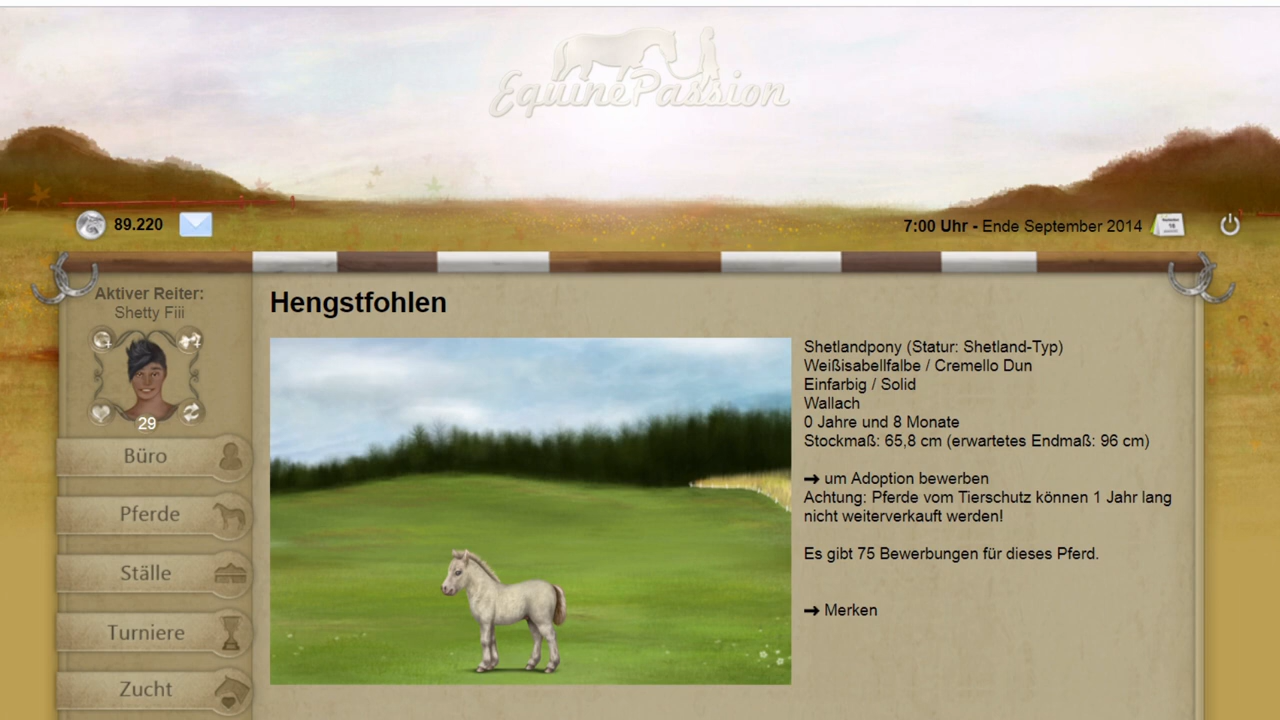 EquinePassion
89.220
7:00 Uhr - Ende September 2014
Aktiver Reiter:
Shetty Fiii
29
Büro
Pferde
Ställe
Turniere
Zucht
Hengstfohlen
Shetlandpony (Statur: Shetland-Typ)
Weißisabellfalbe / Cremello Dun
Einfarbig / Solid
Wallach
0 Jahre und 8 Monate
Stockmaß: 65,8 cm (erwartetes Endmaß: 96 cm)
➞ um Adoption bewerben
Achtung: Pferde vom Tierschutz können 1 Jahr lang
nicht weiterverkauft werden!
Es gibt 75 Bewerbungen für dieses Pferd.
➞ Merken